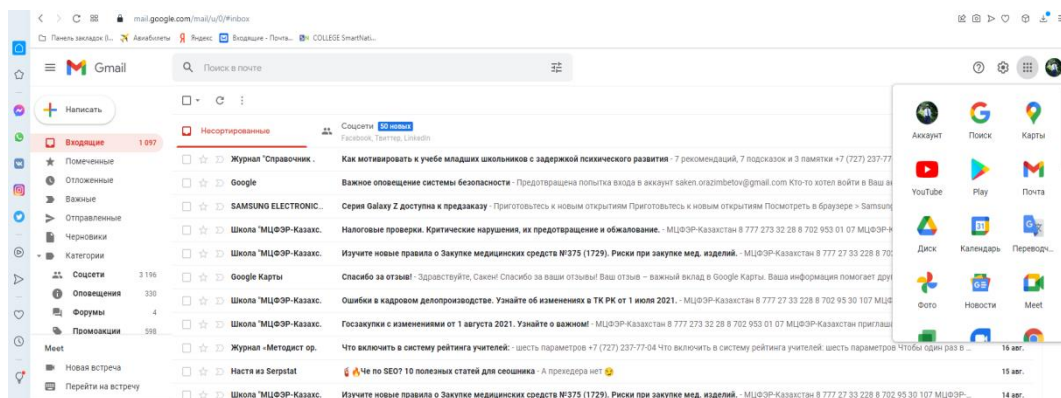 mail.google.com/mail/u/0/#inbox
Панель закладок (I... Авиабилеты Яндекс Входящие - Почта... COLLEGE SmartNati...
Gmail
Поиск в почте
Написать
Входящие 1 097
Помеченные
Отложенные
Важные
Отправленные
Черновики
Категории
Соцсети 3 196
Оповещения 330
Форумы 4
Промоакции 598
Meet
Новая встреча
Перейти на встречу
Несортированные
Соцсети 50 новых
Facebook, Твиттер, LinkedIn
Журнал "Справочник . Как мотивировать к учебе младших школьников с задержкой психического развития - 7 рекомендаций, 7 подсказок и 3 памятки +7 (727) 237-77
Google Важное оповещение системы безопасности - Предотвращена попытка входа в аккаунт saken.orazimbetov@gmail.com Кто-то хотел войти в Ваш
SAMSUNG ELECTRONIC.. Серия Galaxy Z доступна к предзаказу - Приготовьтесь к новым открытиям Приготовьтесь к новым открытиям Посмотреть в браузере > Samsung
Школа "МЦФЭР-Казахс. Налоговые проверки. Критические нарушения, их предотвращение и обжалование. - МЦФЭР-Казахстан 8 777 273 32 28 8 702 953 01 07 МЦФЭР-К
Школа "МЦФЭР-Казахс. Изучите новые правила о Закупке медицинских средств №375 (1729). Риски при закупке мед. изделий. - МЦФЭР-Казахстан 8 777 27 33 228 8 702
Google Карты Спасибо за отзыв! - Здравствуйте, Сакен! Спасибо за ваши отзывы! Ваш отзыв – важный вклад в Google Карты. Ваша информация помогает
Школа "МЦФЭР-Казахс. Ошибки в кадровом делопроизводстве. Узнайте об изменениях в ТК РК от 1 июля 2021. - МЦФЭР-Казахстан 8 777 27 33 228 8 702 95 30 107
Школа "МЦФЭР-Казахс. Госзакупки с изменениями от 1 августа 2021. Узнайте о важном! - МЦФЭР-Казахстан 8 777 273 32 28 8 702 953 01 07 МЦФЭР-Казахстан
Журнал «Методист ор. Что включить в систему рейтинга учителей: - шесть параметров +7 (727) 237-77-04 Что включить в систему рейтинга учителей: шесть параметров Чтобы один раз в ... 16 авг.
Настя из Serpstat Че по SEO? 10 полезных статей для сеошника - А прехедера нет 15 авг.
Школа "МЦФЭР-Казахс. Изучите новые правила о Закупке медицинских средств №375 (1729). Риски при закупке мед. изделий. - МЦФЭР-Казахстан 8 777 27 33 228 8 702 95 30 107 МЦФЭР-... 14 авг.
Аккаунт Поиск Карты
YouTube Play Почта
Диск Календарь Переводч...
Фото Новости Meet